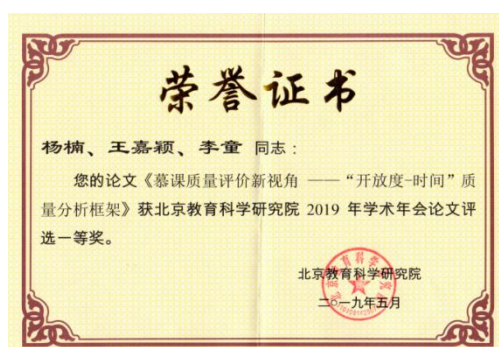 荣誉证书
杨楠、王嘉颖、李童 同志：
您的论文《慕课质量评价新视角 ——“开放度-时间”质
量分析框架》获北京教育科学研究院 2019 年学术年会论文评
选一等奖。
北京教育科学研究院
二〇一九年五月